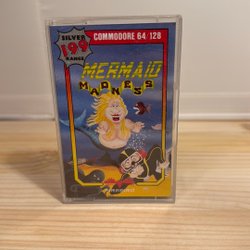 SILVER
199
RANGE
COMMODORE 64/128
MERMAID
MADNESS